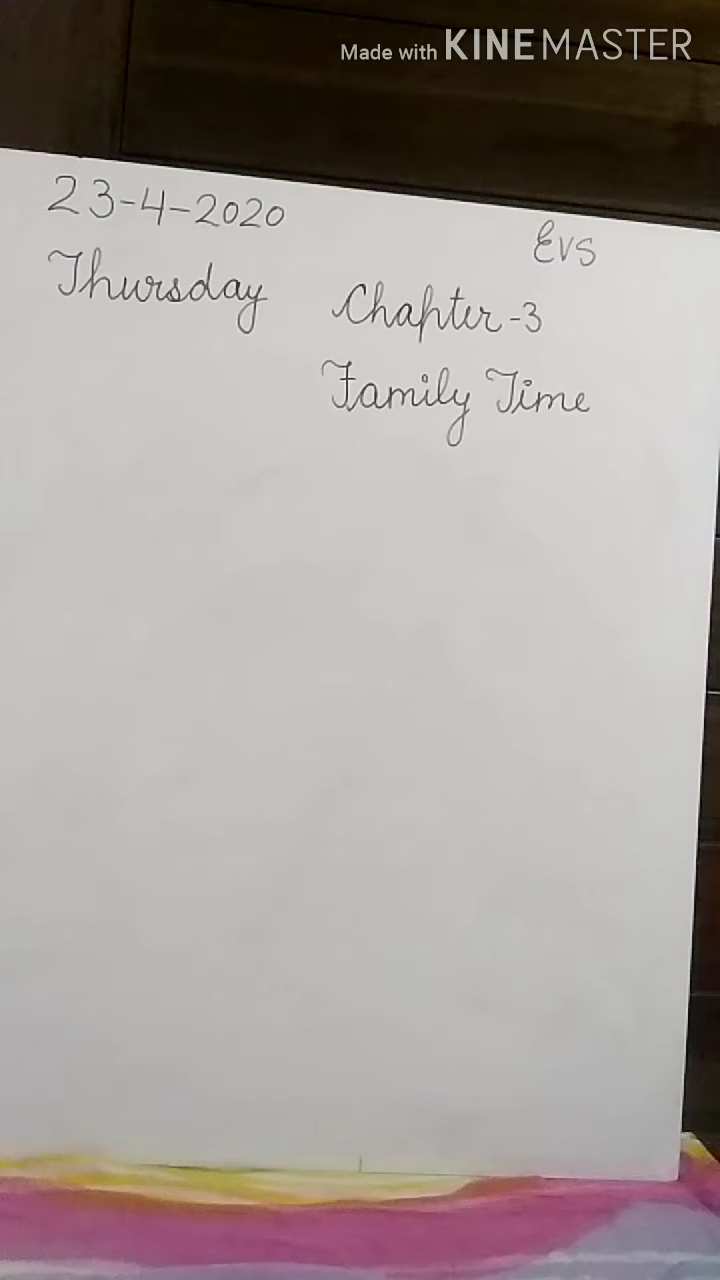 Made with KINEMASTER
23-4-2020
EVS
Thursday
Chapter-3
Family Time